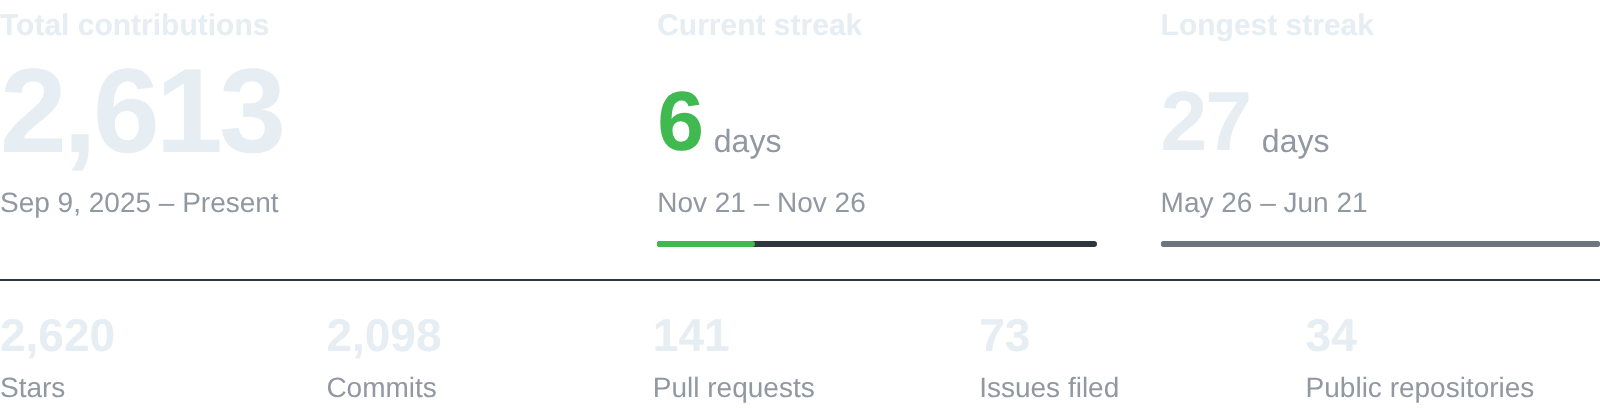 Total contributions
2,613
Sep 9, 2025 – Present
Current streak
6 days
Nov 21 – Nov 26
Longest streak
27 days
May 26 – Jun 21
2,620
Stars
2,098
Commits
141
Pull requests
73
Issues filed
34
Public repositories